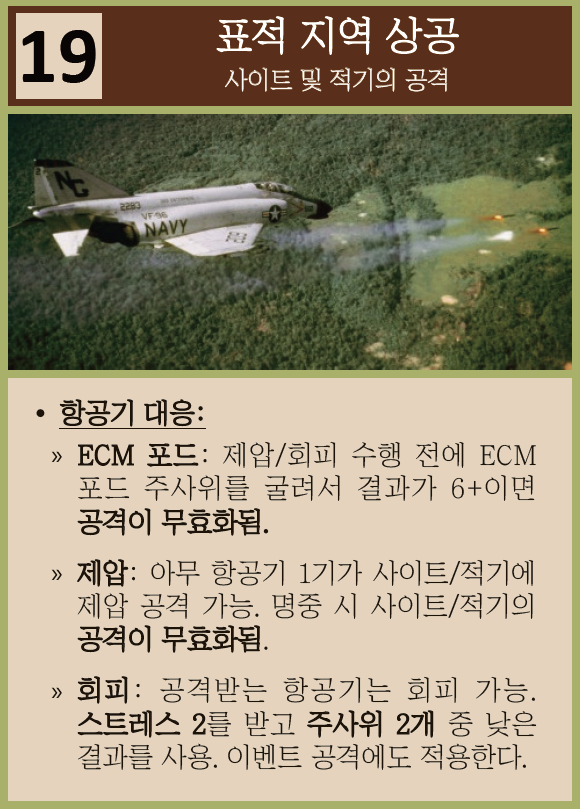 19
표적 지역 상공
사이트 및 적기의 공격
NG
2293
VF-96
NAVY
• 항공기 대응:
» ECM 포드: 제압/회피 수행 전에 ECM
포드 주사위를 굴려서 결과가 6+이면
공격이 무효화됨.
» 제압: 아무 항공기 1기가 사이트/적기에
제압 공격 가능. 명중 시 사이트/적기의
공격이 무효화됨.
» 회피: 공격받는 항공기는 회피 가능.
스트레스 2를 받고 주사위 2개 중 낮은
결과를 사용. 이벤트 공격에도 적용한다.